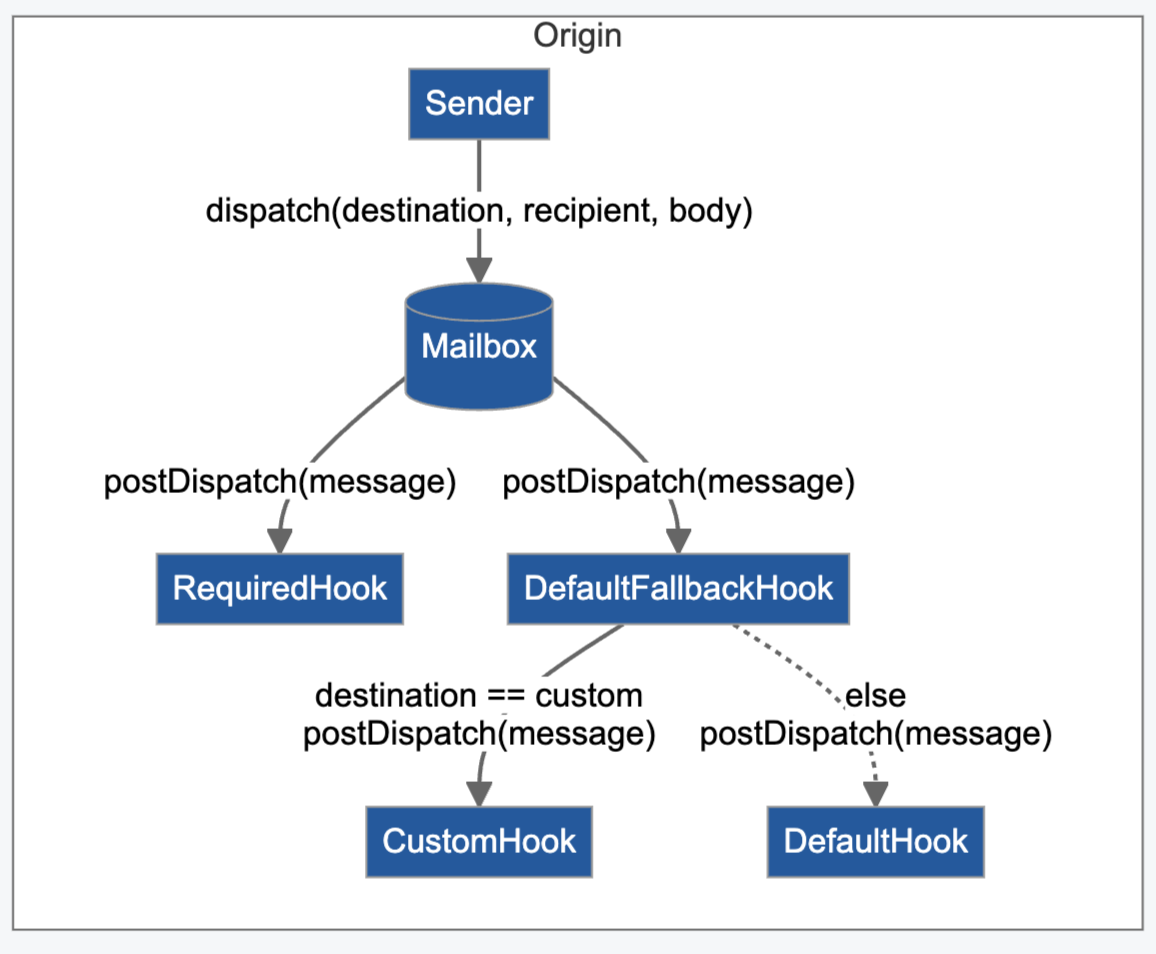 Origin
Sender
dispatch(destination, recipient, body)
Mailbox
postDispatch(message)
postDispatch(message)
RequiredHook
DefaultFallbackHook
destination == custom
postDispatch(message)
else
postDispatch(message)
CustomHook
DefaultHook